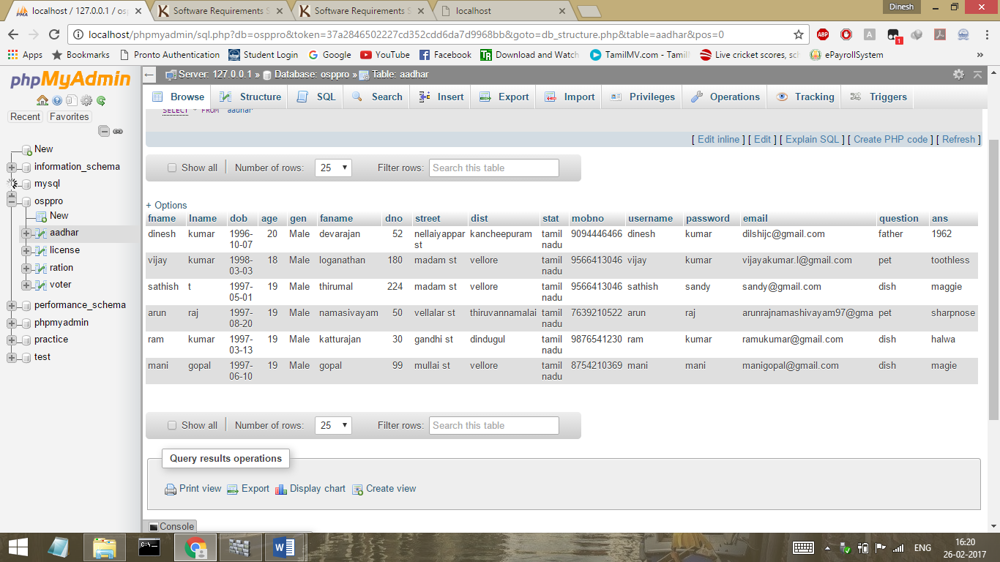 localhost / 127.0.0.1 / osp
Software Requirements S
Software Requirements S
localhost
Dinesh
localhost/phpmyadmin/sql.php?db=osppro&token=37a2846502227cd352cdd6da7d9968bb&goto=db_structure.php&table=aadhar&pos=0
ABP
A
1
Apps
Bookmarks
Pronto Authentication
Student Login
Google
YouTube
Facebook
TR Download and Watch
TamilMV.com - Tamil
Live cricket scores, sc
ePayrollSystem
»
phpMyAdmin
Recent
Favorites
New
information_schema
mysql
osppro
New
aadhar
license
ration
voter
performance_schema
phpmyadmin
practice
test
Server: 127.0.0.1 » Database: osppro » Table: aadhar
Browse Structure SQL Search Insert Export Import Privileges Operations Tracking Triggers
SELECT * FROM `aadhar`
[ Edit inline ] [ Edit ] [ Explain SQL ] [ Create PHP code ] [ Refresh ]
Show all Number of rows: 25 Filter rows: Search this table
+ Options
fname lname dob age gen faname dno street dist stat mobno username password email question ans
dinesh kumar 1996-10-07 20 Male devarajan 52 nellaiyappar st kancheepuram tamil nadu 9094446466 dinesh kumar dilshijc@gmail.com father 1962
vijay kumar 1998-03-03 18 Male loganathan 180 madam st vellore tamil nadu 9566413046 vijay kumar vijayakumar.l@gmail.com pet toothless
sathish t 1997-05-01 19 Male thirumal 224 madam st vellore tamil nadu 9566413046 sathish sandy sandy@gmail.com dish maggie
arun raj 1997-08-20 19 Male namasivayam 50 vellalar st thiruvannamalai tamil nadu 7639210522 arun raj arunrajnamashivayam97@gma pet sharpnose
ram kumar 1997-03-13 19 Male katturajan 30 gandhi st dindugul tamil nadu 9876541230 ram kumar ramukumar@gmail.com dish halwa
mani gopal 1997-06-10 19 Male gopal 99 mullai st vellore tamil nadu 8754210369 mani mani manigopal@gmail.com dish magie
Show all Number of rows: 25 Filter rows: Search this table
Query results operations
Print view Export Display chart Create view
Console
ENG
16:20
26-02-2017